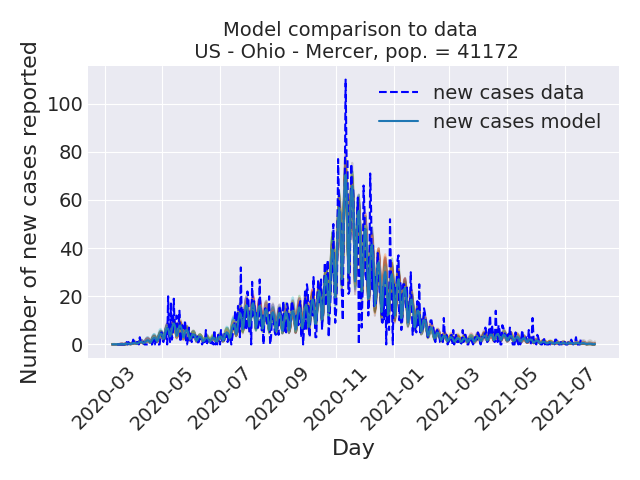 Model comparison to data
US - Ohio - Mercer, pop. = 41172
Number of new cases reported
100
80
60
40
20
0
new cases data
new cases model
2020-03
2020-05
2020-07
2020-09
2020-11
2021-01
2021-03
2021-05
2021-07
Day